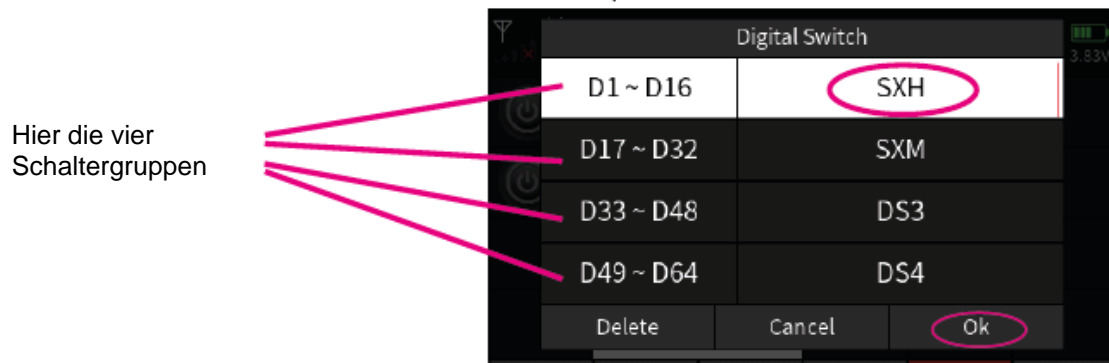 Digital Switch
3.83V
D1 ~ D16 SXH
Hier die vier
Schaltergruppen
D17 ~ D32 SXM
D33 ~ D48 DS3
D49 ~ D64 DS4
Delete Cancel Ok